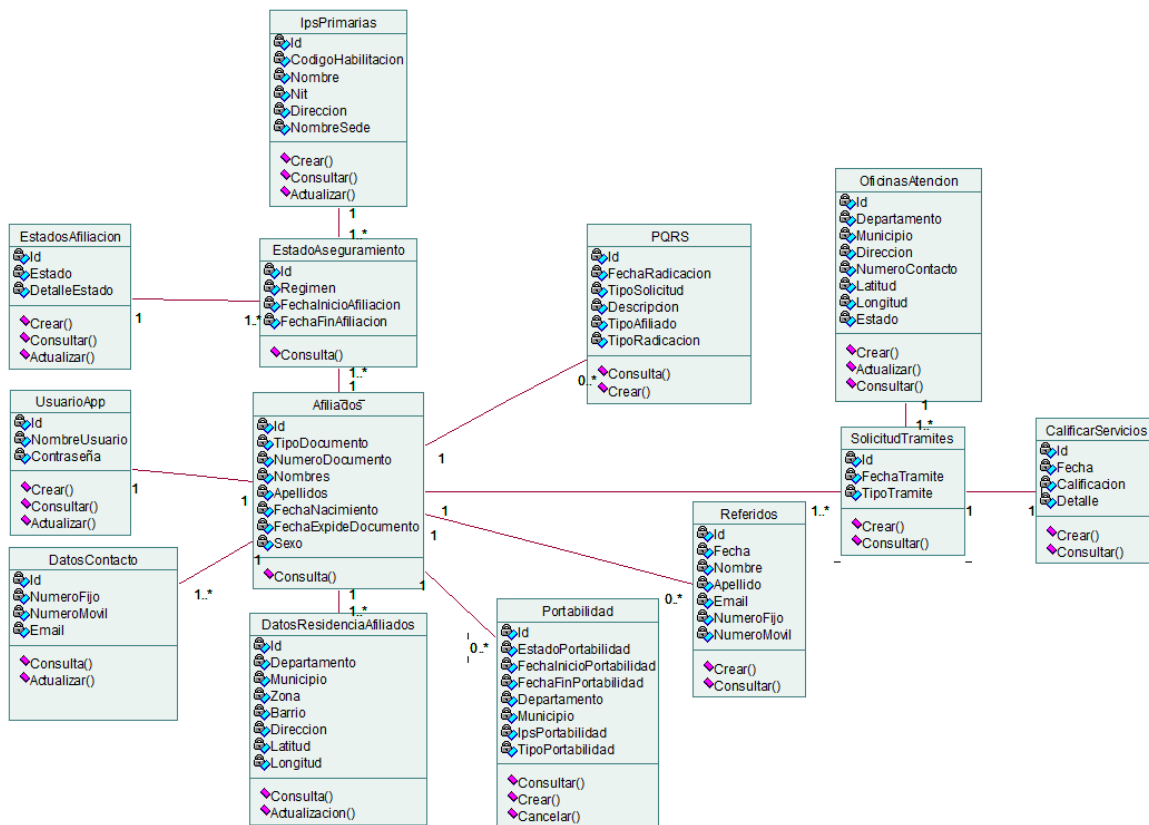 IpsPrimarias
Id
CodigoHabilitacion
Nombre
Nit
Direccion
NombreSede
Crear()
Consultar()
Actualizar()
1
1..*
EstadosAfiliacion
Id
Estado
DetalleEstado
Crear()
Consultar()
Actualizar()
1
1..*
EstadoAseguramiento
Id
Regimen
FechaInicioAfiliacion
FechaFinAfiliacion
Consulta()
1..*
1
PQRS
Id
FechaRadicacion
TipoSolicitud
Descripcion
TipoAfiliado
TipoRadicacion
Consulta()
Crear()
0..*
1
OficinasAtencion
Id
Departamento
Municipio
Direccion
NumeroContacto
Latitud
Longitud
Estado
Crear()
Actualizar()
Consultar()
1
1..*
UsuarioApp
Id
NombreUsuario
Contraseña
Crear()
Consultar()
Actualizar()
1
1
Afiliados
Id
TipoDocumento
NumeroDocumento
Nombres
Apellidos
FechaNacimiento
FechaExpideDocumento
Sexo
Consulta()
1
1..*
SolicitudTramites
Id
FechaTramite
TipoTramite
Crear()
Consultar()
1
1
CalificarServicios
Id
Fecha
Calificacion
Detalle
Crear()
Consultar()
Referidos
Id
Fecha
Nombre
Apellido
Email
NumeroFijo
NumeroMovil
Crear()
Consultar()
1
0..*
DatosContacto
Id
NumeroFijo
NumeroMovil
Email
Consulta()
Actualizar()
1
1..*
1
1..*
DatosResidenciaAfiliados
Id
Departamento
Municipio
Zona
Barrio
Direccion
Latitud
Longitud
Consulta()
Actualizacion()
1
0..*
Portabilidad
Id
EstadoPortabilidad
FechaInicioPortabilidad
FechaFinPortabilidad
Departamento
Municipio
IpsPortabilidad
TipoPortabilidad
Consultar()
Crear()
Cancelar()